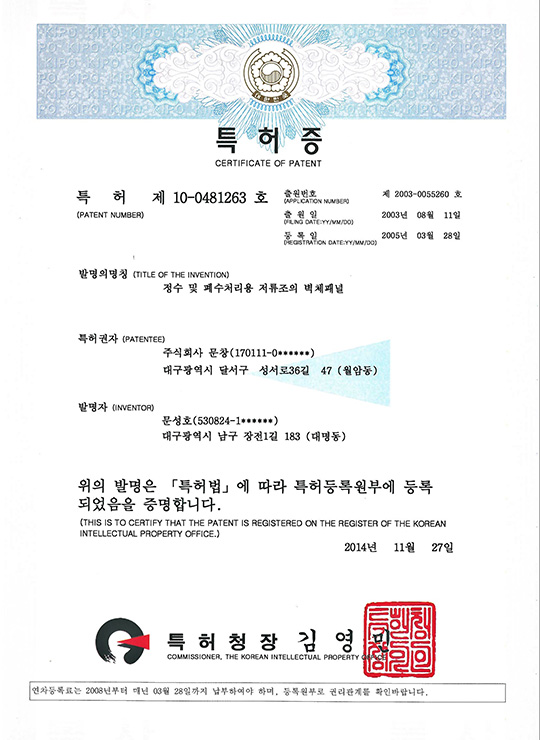 특허증
CERTIFICATE OF PATENT
특 허 제 10-0481263 호
(PATENT NUMBER)
출원번호 제 2003-0055260 호
(APPLICATION NUMBER)
출 원 일 2003년 08월 11일
(FILING DATE:YY/MM/DD)
등 록 일 2005년 03월 28일
(REGISTRATION DATE:YY/MM/DD)
발명의명칭 (TITLE OF THE INVENTION)
정수 및 폐수처리용 저류조의 벽체패널
특허권자 (PATENTEE)
주식회사 문창(170111-0******)
대구광역시 달서구 성서로36길 47 (월암동)
발명자 (INVENTOR)
문성호(530824-1******)
대구광역시 남구 장전1길 183 (대명동)
위의 발명은 「특허법」에 따라 특허등록원부에 등록
되었음을 증명합니다.
(THIS IS TO CERTIFY THAT THE PATENT IS REGISTERED ON THE REGISTER OF THE KOREAN
INTELLECTUAL PROPERTY OFFICE.)
2014년 11월 27일
특허청장 김영민
COMMISSIONER, THE KOREAN INTELLECTUAL PROPERTY OFFICE
연차등록료는 2008년부터 매년 03월 28일까지 납부하여야 하며, 등록원부로 권리관계를 확인바랍니다.